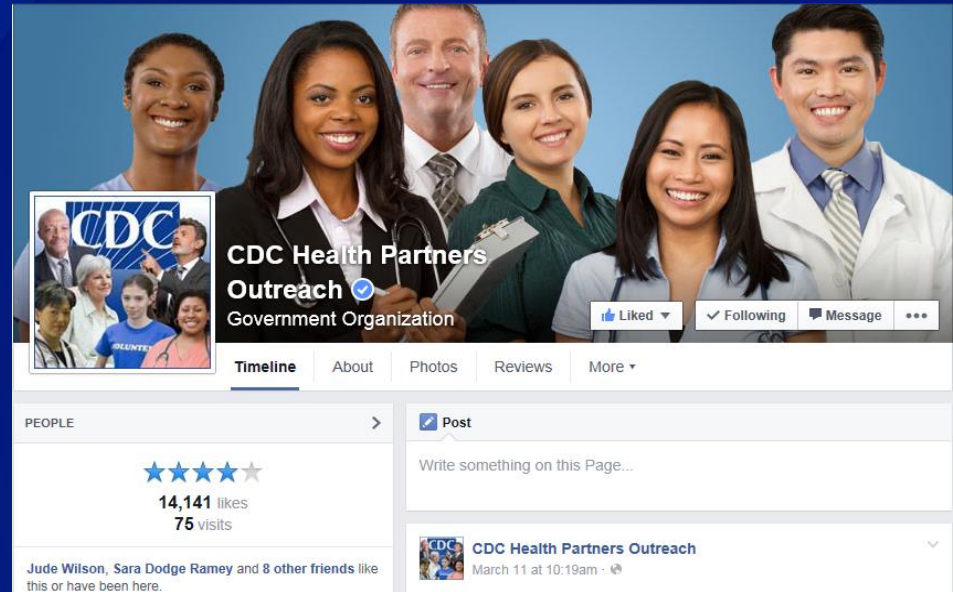 CDC
VOLUNTE
CDC Health Partners
Outreach
Government Organization
Liked
Following
Message
Timeline
About
Photos
Reviews
More
PEOPLE
14,141 likes
75 visits
Jude Wilson, Sara Dodge Ramey and 8 other friends like
this or have been here.
Post
Write something on this Page...
CDC
CDC Health Partners Outreach
March 11 at 10:19am ·